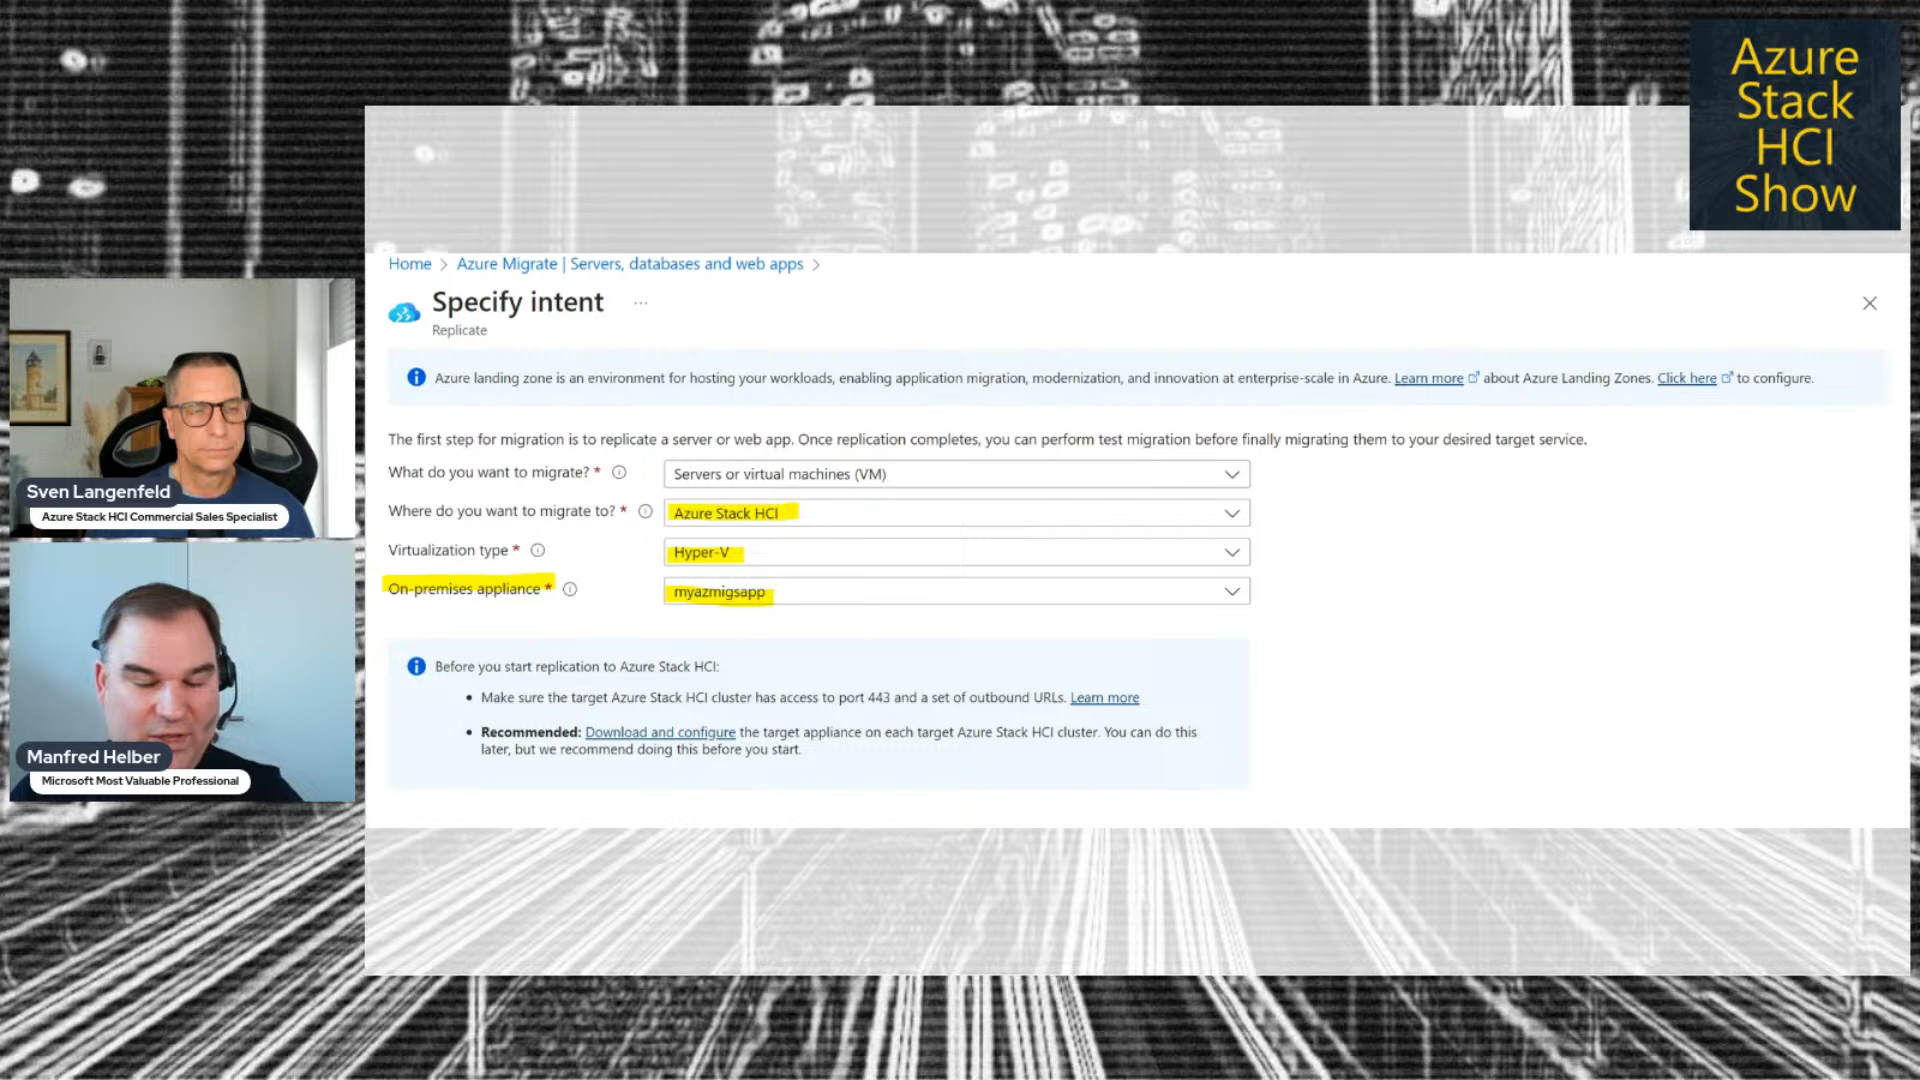 Azure
Stack
HCI
Show
Home > Azure Migrate | Servers, databases and web apps >
Specify intent ...
Replicate
Azure landing zone is an environment for hosting your workloads, enabling application migration, modernization, and innovation at enterprise-scale in Azure. Learn more about Azure Landing Zones. Click here to configure.
The first step for migration is to replicate a server or web app. Once replication completes, you can perform test migration before finally migrating them to your desired target service.
What do you want to migrate? * Servers or virtual machines (VM)
Where do you want to migrate to? * Azure Stack HCI
Virtualization type * Hyper-V
On-premises appliance * myazmigsapp
Before you start replication to Azure Stack HCI:
• Make sure the target Azure Stack HCI cluster has access to port 443 and a set of outbound URLs. Learn more
• Recommended: Download and configure the target appliance on each target Azure Stack HCI cluster. You can do this
later, but we recommend doing this before you start.
Sven Langenfeld
Azure Stack HCI Commercial Sales Specialist
Manfred Helber
Microsoft Most Valuable Professional